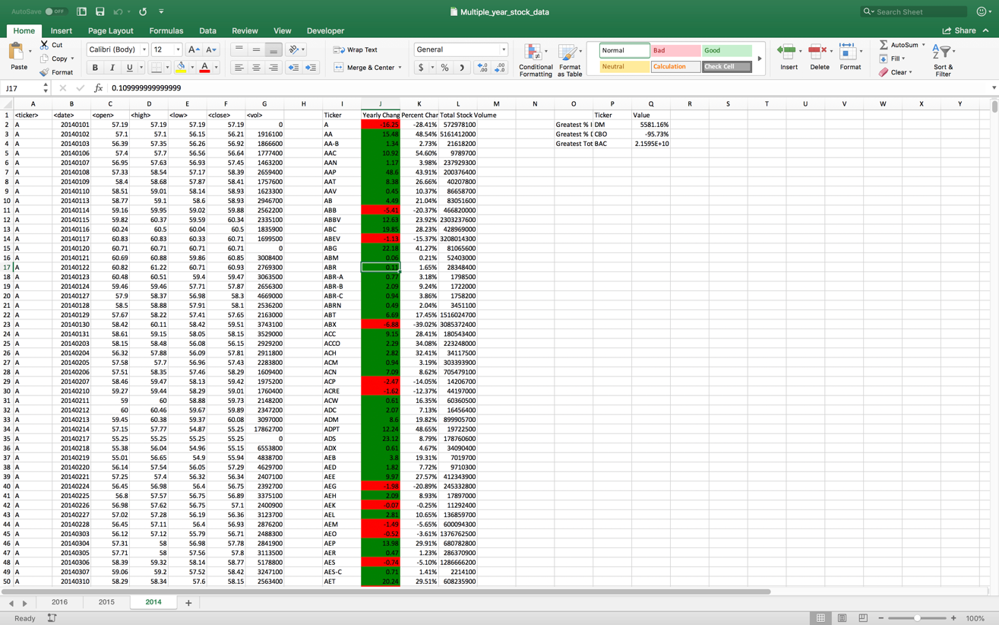 AutoSave OFF Multiple_year_stock_data Search Sheet
Home Insert Page Layout Formulas Data Review View Developer Share
Paste Cut Copy Format Calibri (Body) 12 Wrap Text General Normal Bad Good AutoSum
B I U Merge & Center $ % Conditional Formatting Format as Table Neutral Calculation Check Cell Insert Delete Format Fill Clear Sort & Filter
J17 fx 0.109999999999999
A B C D E F G H I J K L M N O P Q R S T U V W X Y
1 <ticker> <date> <open> <high> <low> <close> <vol> Ticker Yearly Chang Percent Char Total Stock Volume Ticker Value
2 A 20140101 57.19 57.19 57.19 57.19 0 A -16.25 -28.41% 572978100 Greatest % I DM 5581.16%
3 A 20140102 57.1 57.1 56.15 56.21 1916100 AA 15.48 48.54% 5161412000 Greatest % D CBO -95.73%
4 A 20140103 56.39 57.35 56.26 56.92 1866600 AA-B 1.34 2.73% 21618200 Greatest Tot BAC 2.1595E+10
5 A 20140106 57.4 57.7 56.56 56.64 1777400 AAC 10.92 54.60% 9789700
6 A 20140107 56.95 57.63 56.93 57.45 1463200 AAN 1.17 3.98% 237929300
7 A 20140108 57.33 58.54 57.17 58.39 2659400 AAP 48.6 43.91% 200376400
8 A 20140109 58.4 58.68 57.87 58.41 1757600 AAT 8.38 26.66% 40207800
9 A 20140110 58.51 59.01 58.14 58.93 1623300 AAV 0.45 10.37% 86658700
10 A 20140113 58.77 59.1 58.6 58.93 2946700 AB 4.49 21.04% 83051600
11 A 20140114 59.16 59.95 59.02 59.88 2562200 ABB -5.41 -20.37% 466820000
12 A 20140115 59.82 60.37 59.59 60.34 2335100 ABBV 12.63 23.92% 2303237600
13 A 20140116 60.24 60.5 60.04 60.5 1835900 ABC 19.85 28.23% 428969000
14 A 20140117 60.83 60.83 60.33 60.71 1699500 ABEV -1.13 -15.37% 3208014300
15 A 20140120 60.71 60.71 60.71 60.71 0 ABG 22.18 41.27% 81065600
16 A 20140121 60.69 60.88 59.86 60.85 3008400 ABM 0.06 0.21% 52403000
17 A 20140122 60.82 61.22 60.71 60.93 2769300 ABR 0.11 1.65% 28348400
18 A 20140123 60.48 60.51 59.4 59.47 3063500 ABR-A 0.77 3.18% 1798500
19 A 20140124 59.46 59.46 57.71 57.87 2656300 ABR-B 2.09 9.24% 1722000
20 A 20140127 57.9 58.37 56.98 58.3 4669000 ABR-C 0.94 3.86% 1758200
21 A 20140128 58.5 58.88 57.91 58.1 2536200 ABRN 0.49 2.04% 3451100
22 A 20140129 57.67 58.22 57.41 57.65 2163000 ABT 6.69 17.45% 1516024700
23 A 20140130 58.42 60.11 58.42 59.51 3743100 ABX -6.88 -39.02% 3085372400
24 A 20140131 58.61 59.15 58.05 58.15 3529000 ACC 9.15 28.41% 180543400
25 A 20140203 58.15 58.48 56.08 56.15 2929200 ACCO 2.29 34.08% 223248000
26 A 20140204 56.32 57.88 56.09 57.81 2911800 ACH 2.82 32.41% 34117500
27 A 20140205 57.58 57.7 56.96 57.43 2283800 ACM 0.94 3.19% 303393900
28 A 20140206 57.51 58.35 57.46 58.29 1609400 ACN 7.09 8.62% 705479100
29 A 20140207 58.46 59.47 58.13 59.42 1975200 ACP -2.47 -14.05% 14206700
30 A 20140210 59.27 59.44 58.29 59.01 1760400 ACRE -1.62 -12.37% 44197000
31 A 20140211 59 60 58.88 59.73 2148200 ACW 0.61 16.35% 60360500
32 A 20140212 60 60.46 59.67 59.89 2347200 ADC 2.07 7.13% 16456400
33 A 20140213 59.45 60.38 59.37 60.08 3097000 ADM 8.6 19.82% 899905700
34 A 20140214 57.15 57.77 54.87 55.25 17862700 ADPT 12.24 48.65% 19722500
35 A 20140217 55.25 55.25 55.25 55.25 0 ADS 23.12 8.79% 178760600
36 A 20140218 55.38 56.04 54.96 55.15 6553800 ADX 0.61 4.67% 34090400
37 A 20140219 55.01 56.65 54.9 55.94 4838700 AEB 3.8 19.31% 7019700
38 A 20140220 56.14 57.54 56.05 57.29 4629700 AED 1.82 7.72% 9710300
39 A 20140221 57.25 57.4 56.32 56.34 2407100 AEE 9.97 27.57% 412343900
40 A 20140224 56.45 56.98 56.4 56.75 2392700 AEG -1.98 -20.89% 245332800
41 A 20140225 56.8 57.57 56.75 56.89 3375100 AEH 2.09 8.93% 17897000
42 A 20140226 56.98 57.62 56.75 57.1 2400900 AEK -0.07 -0.25% 11292400
43 A 20140227 57.02 57.28 56.19 56.36 3123700 AEL 2.81 10.65% 136859700
44 A 20140228 56.45 57.11 56.4 56.93 2876200 AEM -1.49 -5.65% 600094300
45 A 20140303 56.12 57.12 55.79 56.71 2488300 AEO -0.52 -3.61% 1376762500
46 A 20140304 57.31 58 56.98 57.78 2841900 AEP 13.98 29.91% 680782800
47 A 20140305 57.71 58 57.56 57.8 3113500 AER 0.47 1.23% 286370900
48 A 20140306 58.39 59.32 58.14 58.77 5178800 AES -0.74 -5.10% 1286666200
49 A 20140307 59.06 59.2 57.52 58.42 3247100 AES-C 0.71 1.41% 2214100
50 A 20140310 58.29 58.34 57.6 58.15 2563400 AET 20.24 29.51% 608235900
2016 2015 2014 +
Ready 100%